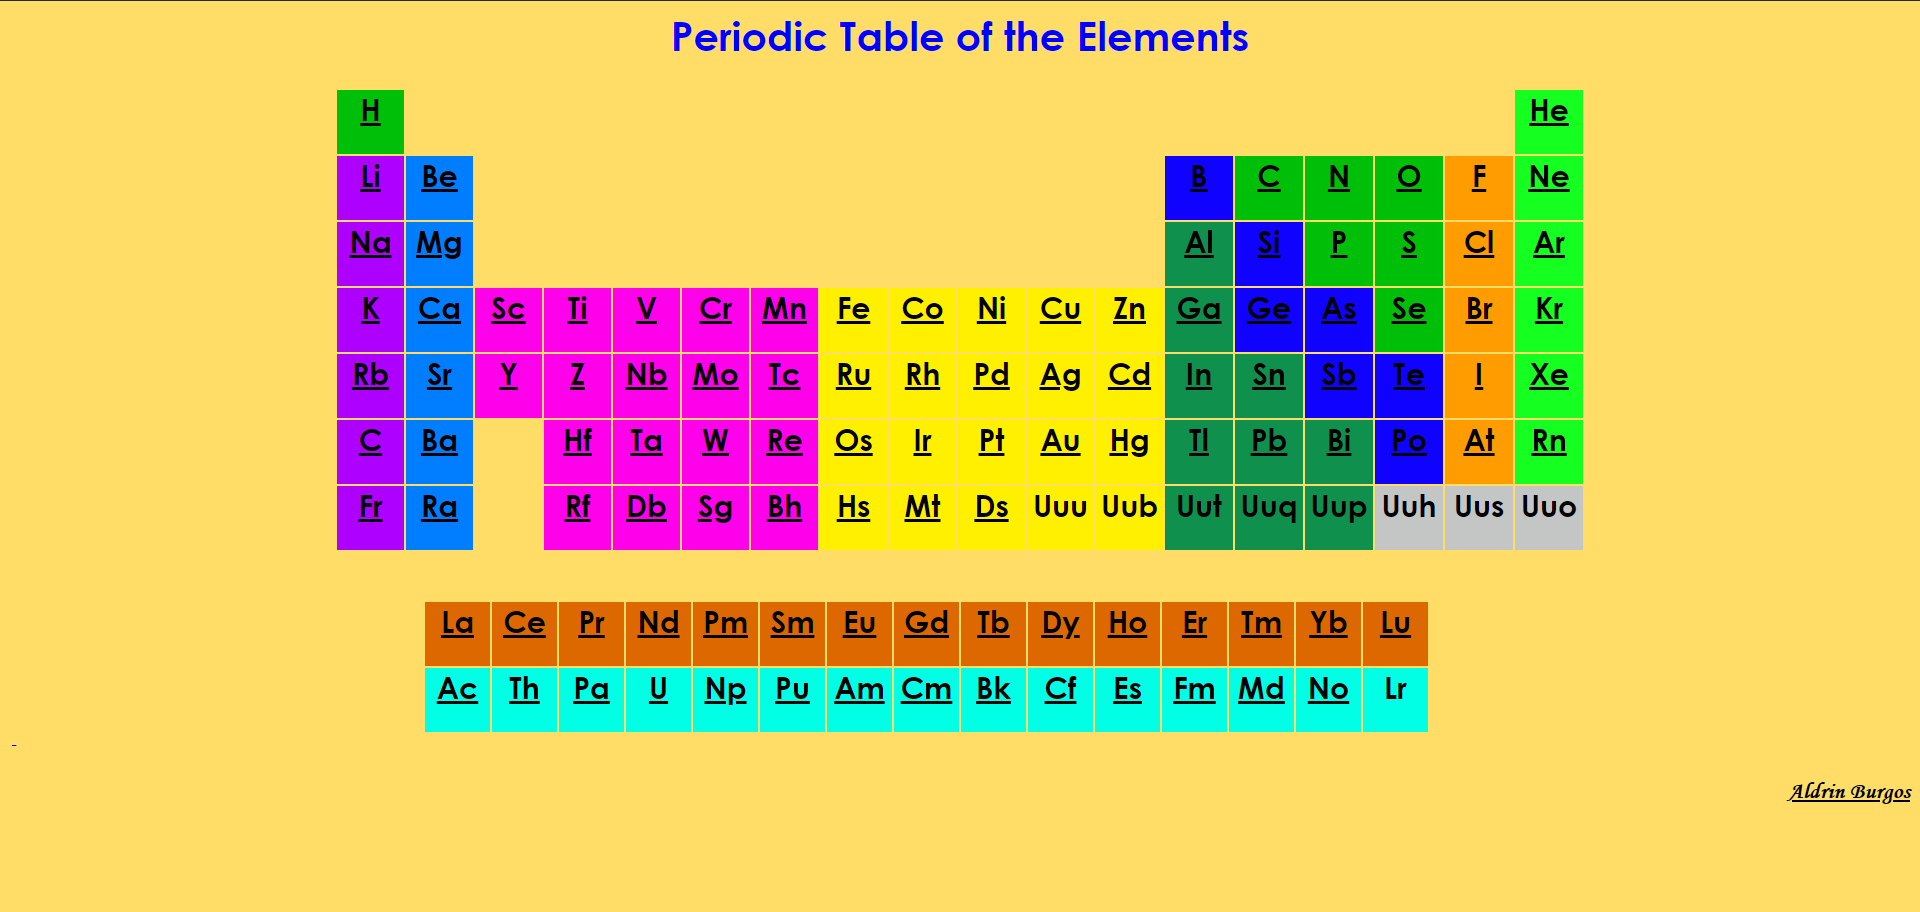 Periodic Table of the Elements
H He
Li Be B C N O F Ne
Na Mg Al Si P S Cl Ar
K Ca Sc Ti V Cr Mn Fe Co Ni Cu Zn Ga Ge As Se Br Kr
Rb Sr Y Z Nb Mo Tc Ru Rh Pd Ag Cd In Sn Sb Te I Xe
C Ba Hf Ta W Re Os Ir Pt Au Hg Tl Pb Bi Po At Rn
Fr Ra Rf Db Sg Bh Hs Mt Ds Uuu Uub Uut Uuq Uup Uuh Uus Uuo
La Ce Pr Nd Pm Sm Eu Gd Tb Dy Ho Er Tm Yb Lu
Ac Th Pa U Np Pu Am Cm Bk Cf Es Fm Md No Lr
-
Aldrin Burgos